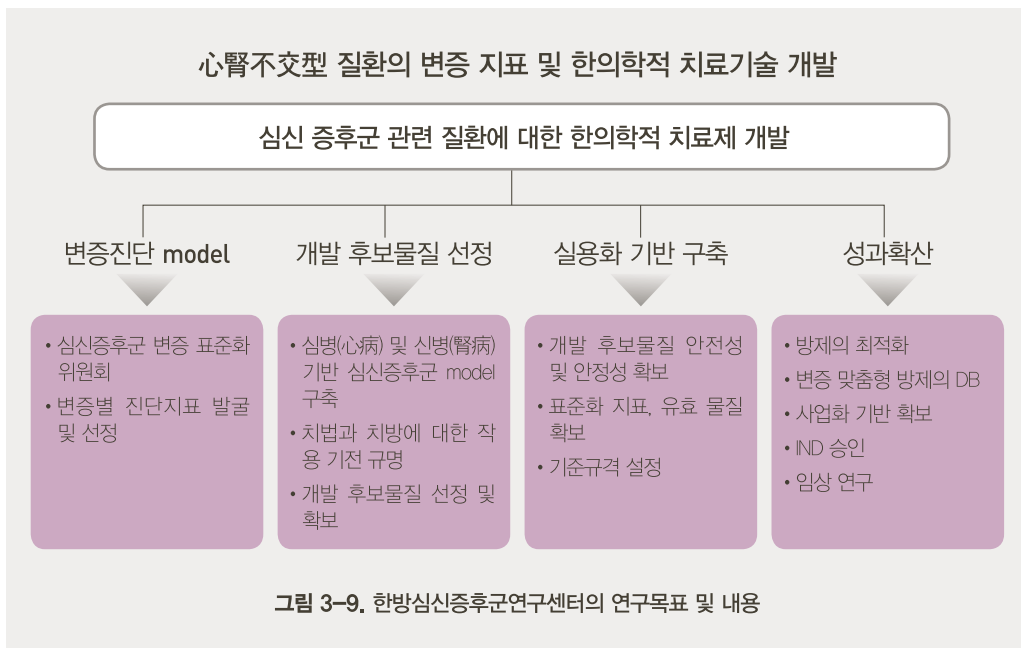 心腎不交型 질환의 변증 지표 및 한의학적 치료기술 개발
심신 증후군 관련 질환에 대한 한의학적 치료제 개발
변증진단 model
• 심신증후군 변증 표준화
위원회
• 변증별 진단지표 발굴
및 선정
개발 후보물질 선정
• 심병(心病) 및 신병(腎病)
기반 심신증후군 model
구축
• 치법과 치방에 대한 작
용 기전 규명
• 개발 후보물질 선정 및
확보
실용화 기반 구축
• 개발 후보물질 안전성
및 안정성 확보
• 표준화 지표, 유효 물질
확보
• 기준규격 설정
성과확산
• 방제의 최적화
• 변증 맞춤형 방제의 DB
• 사업화 기반 확보
• IND 승인
• 임상 연구
그림 3-9. 한방심신증후군연구센터의 연구목표 및 내용